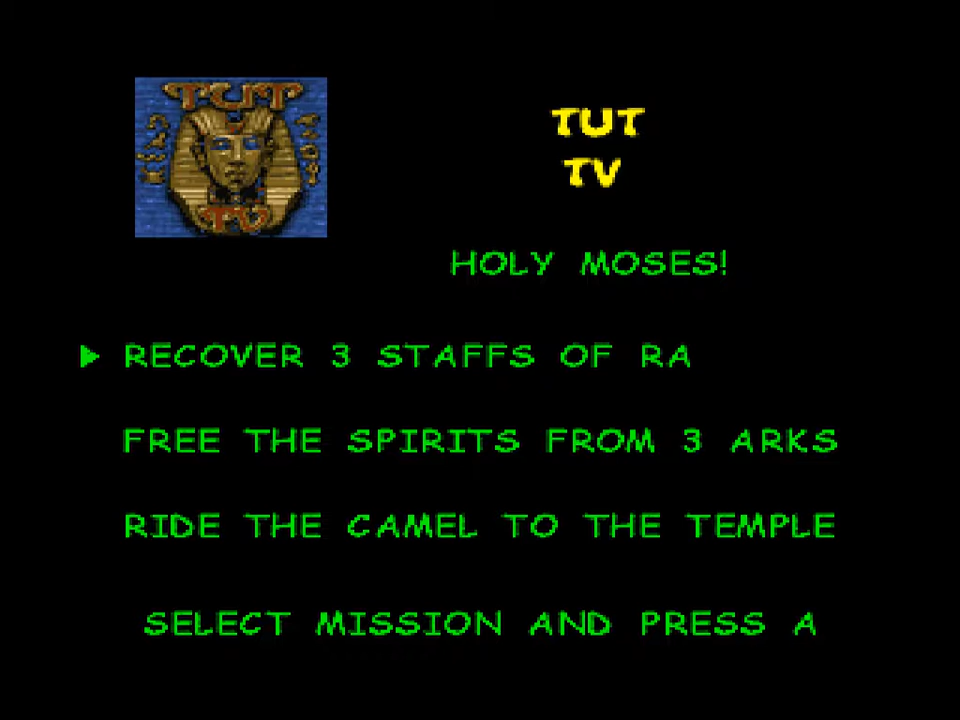 TUT
TV
TUT
TV
HOLY MOSES!
RECOVER 3 STAFFS OF RA
FREE THE SPIRITS FROM 3 ARKS
RIDE THE CAMEL TO THE TEMPLE
SELECT MISSION AND PRESS A